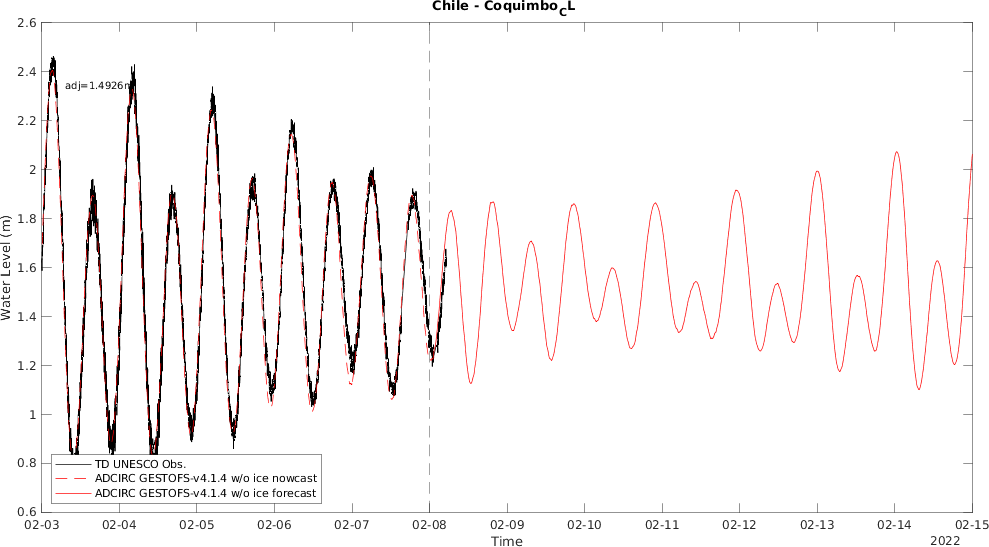 Chile - Coquimbo_CL
2.6
2.4
2.2
2
1.8
1.6
1.4
1.2
1
0.8
0.6
Water Level (m)
adj=1.4926m
TD UNESCO Obs.
ADCIRC GESTOFS-v4.1.4 w/o ice nowcast
ADCIRC GESTOFS-v4.1.4 w/o ice forecast
02-03 02-04 02-05 02-06 02-07 02-08 02-09 02-10 02-11 02-12 02-13 02-14 02-15
Time
2022